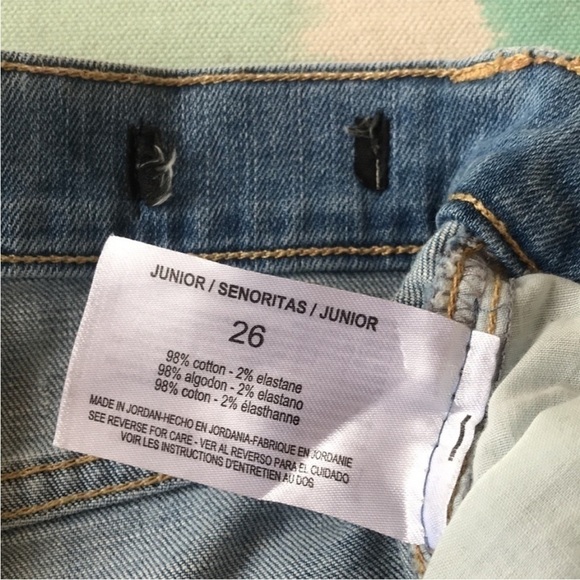 JUNIOR / SENORITAS / JUNIOR
26
98% cotton - 2% elastane
98% algodon - 2% elastano
98% coton - 2% élasthanne
MADE IN JORDAN-HECHO EN JORDANIA-FABRIQUE EN JORDANIE
SEE REVERSE FOR CARE - VER AL REVERSO PARA EL CUIDADO
VOIR LES INSTRUCTIONS D'ENTRETIEN AU DOS